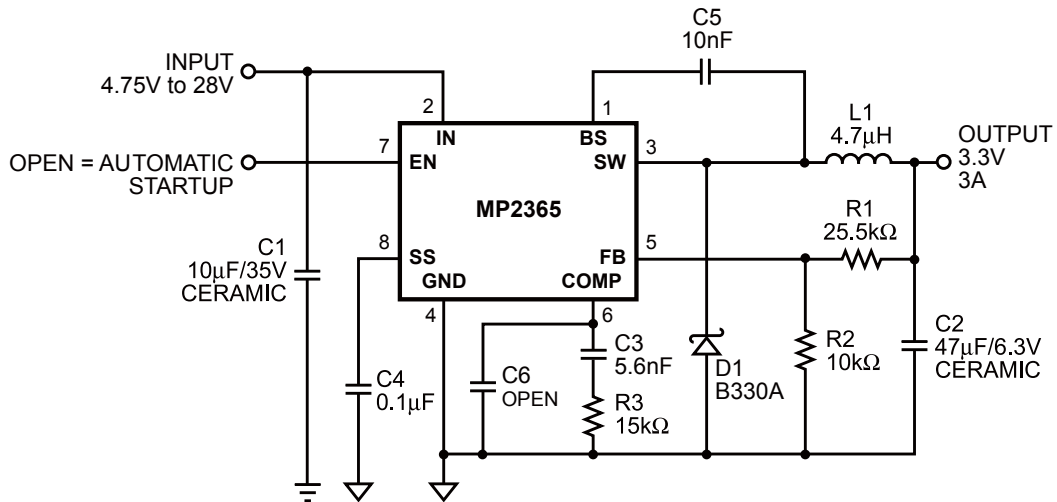 C5
10nF
INPUT
4.75V to 28V
2
1
IN
BS
L1
4.7μH
OUTPUT
3.3V
3A
7
EN
SW
3
OPEN = AUTOMATIC
STARTUP
MP2365
R1
25.5kΩ
8
SS
FB
5
C1
10μF/35V
CERAMIC
GND
COMP
4
6
C3
5.6nF
C2
47μF/6.3V
CERAMIC
R2
10kΩ
C4
0.1μF
C6
OPEN
D1
B330A
R3
15kΩ